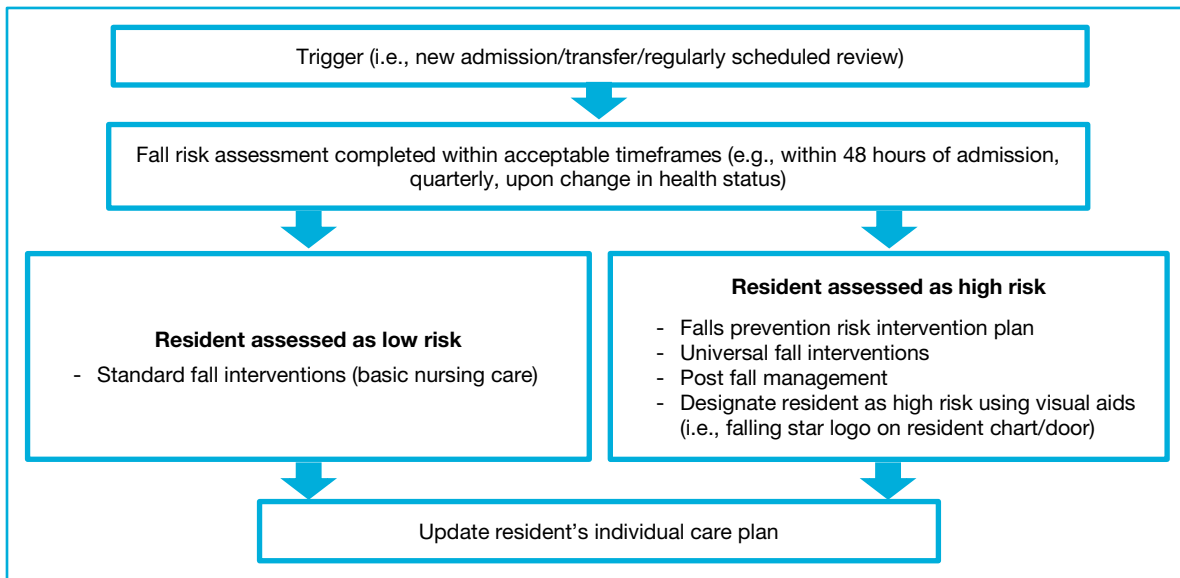 Trigger (i.e., new admission/transfer/regularly scheduled review)
Fall risk assessment completed within acceptable timeframes (e.g., within 48 hours of admission,
quarterly, upon change in health status)
Resident assessed as low risk
- Standard fall interventions (basic nursing care)
Resident assessed as high risk
- Falls prevention risk intervention plan
- Universal fall interventions
- Post fall management
- Designate resident as high risk using visual aids
(i.e., falling star logo on resident chart/door)
Update resident’s individual care plan